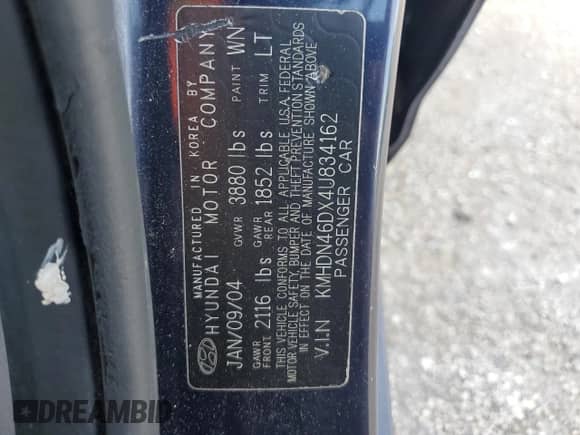 MANUFACTURED IN KOREA BY
HYUNDAI MOTOR COMPANY
JAN/09/04 GVWR 3880 lbs PAINT WN
GAWR FRONT 2116 lbs GAWR REAR 1852 lbs TRIM LT
THIS VEHICLE CONFORMS TO ALL APPLICABLE U.S.A. FEDERAL
MOTOR VEHICLE SAFETY, BUMPER AND THEFT PREVENTION STANDARDS
IN EFFECT ON THE DATE OF MANUFACTURE SHOWN ABOVE
V.I.N KMHDN46DX4U834162
PASSENGER CAR
DREAMBID